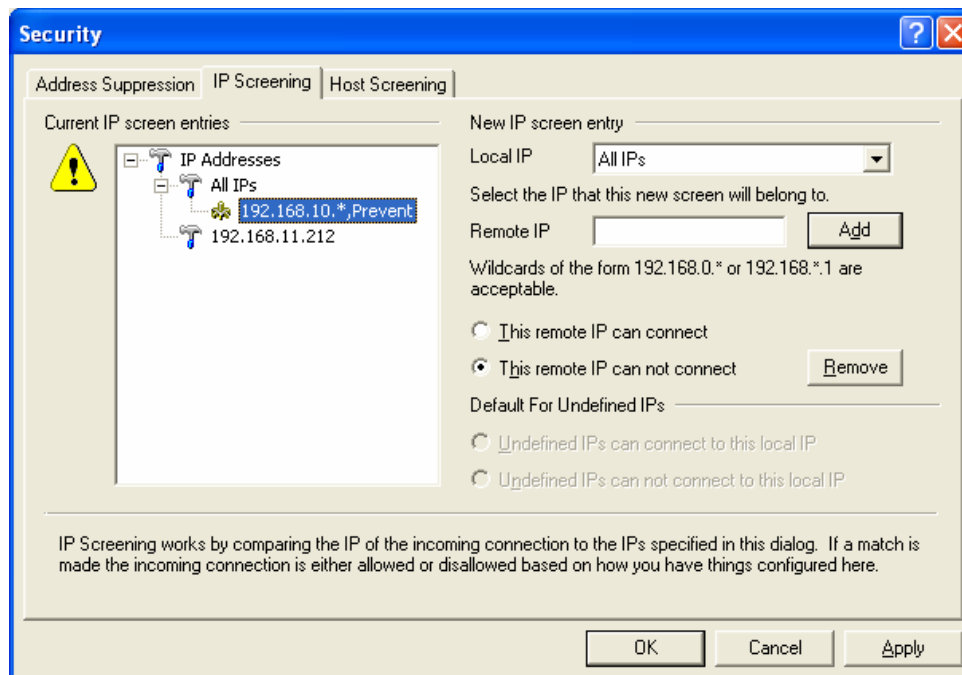 Security
Address Suppression IP Screening Host Screening
Current IP screen entries
IP Addresses
All IPs
192.168.10.*,Prevent
192.168.11.212
New IP screen entry
Local IP All IPs
Select the IP that this new screen will belong to.
Remote IP Add
Wildcards of the form 192.168.0.* or 192.168.*.1 are
acceptable.
This remote IP can connect
This remote IP can not connect Remove
Default For Undefined IPs
Undefined IPs can connect to this local IP
Undefined IPs can not connect to this local IP
IP Screening works by comparing the IP of the incoming connection to the IPs specified in this dialog. If a match is
made the incoming connection is either allowed or disallowed based on how you have things configured here.
OK Cancel Apply